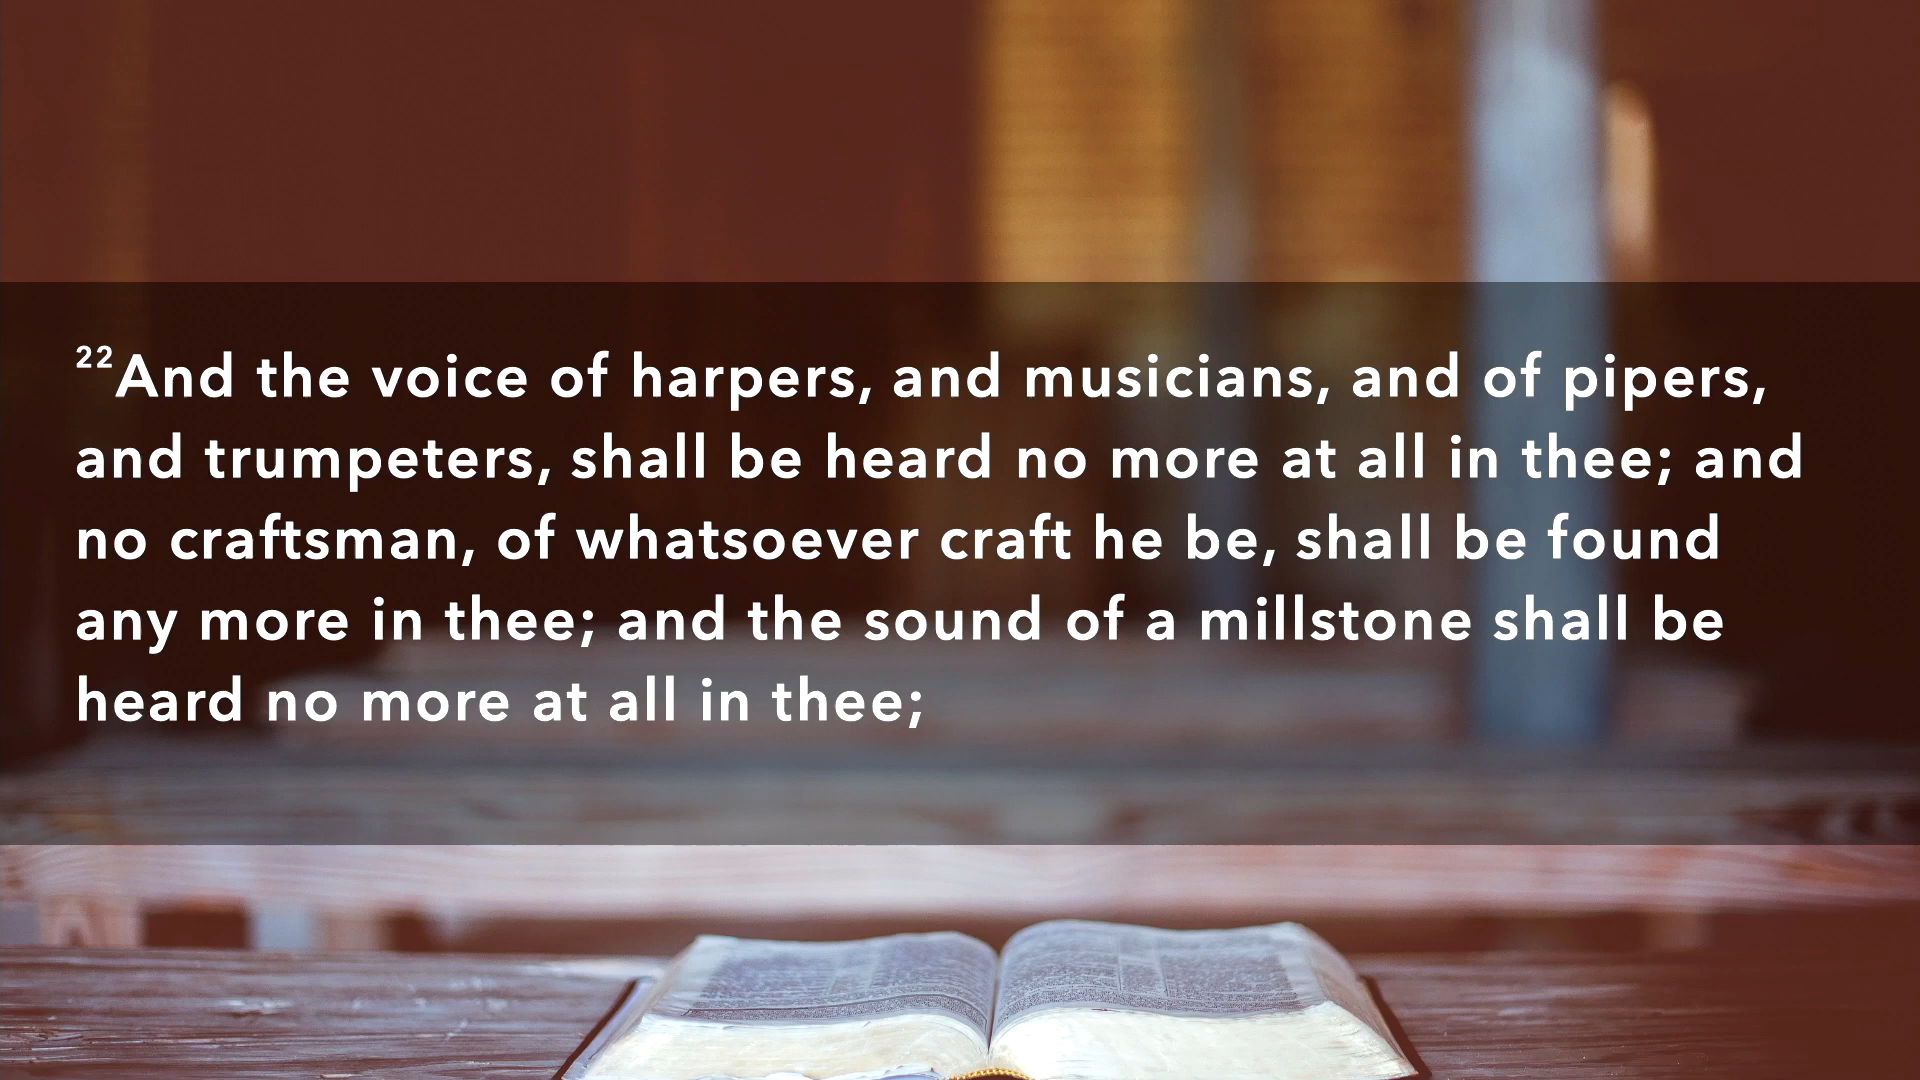 22And the voice of harpers, and musicians, and of pipers,
and trumpeters, shall be heard no more at all in thee; and
no craftsman, of whatsoever craft he be, shall be found
any more in thee; and the sound of a millstone shall be
heard no more at all in thee;